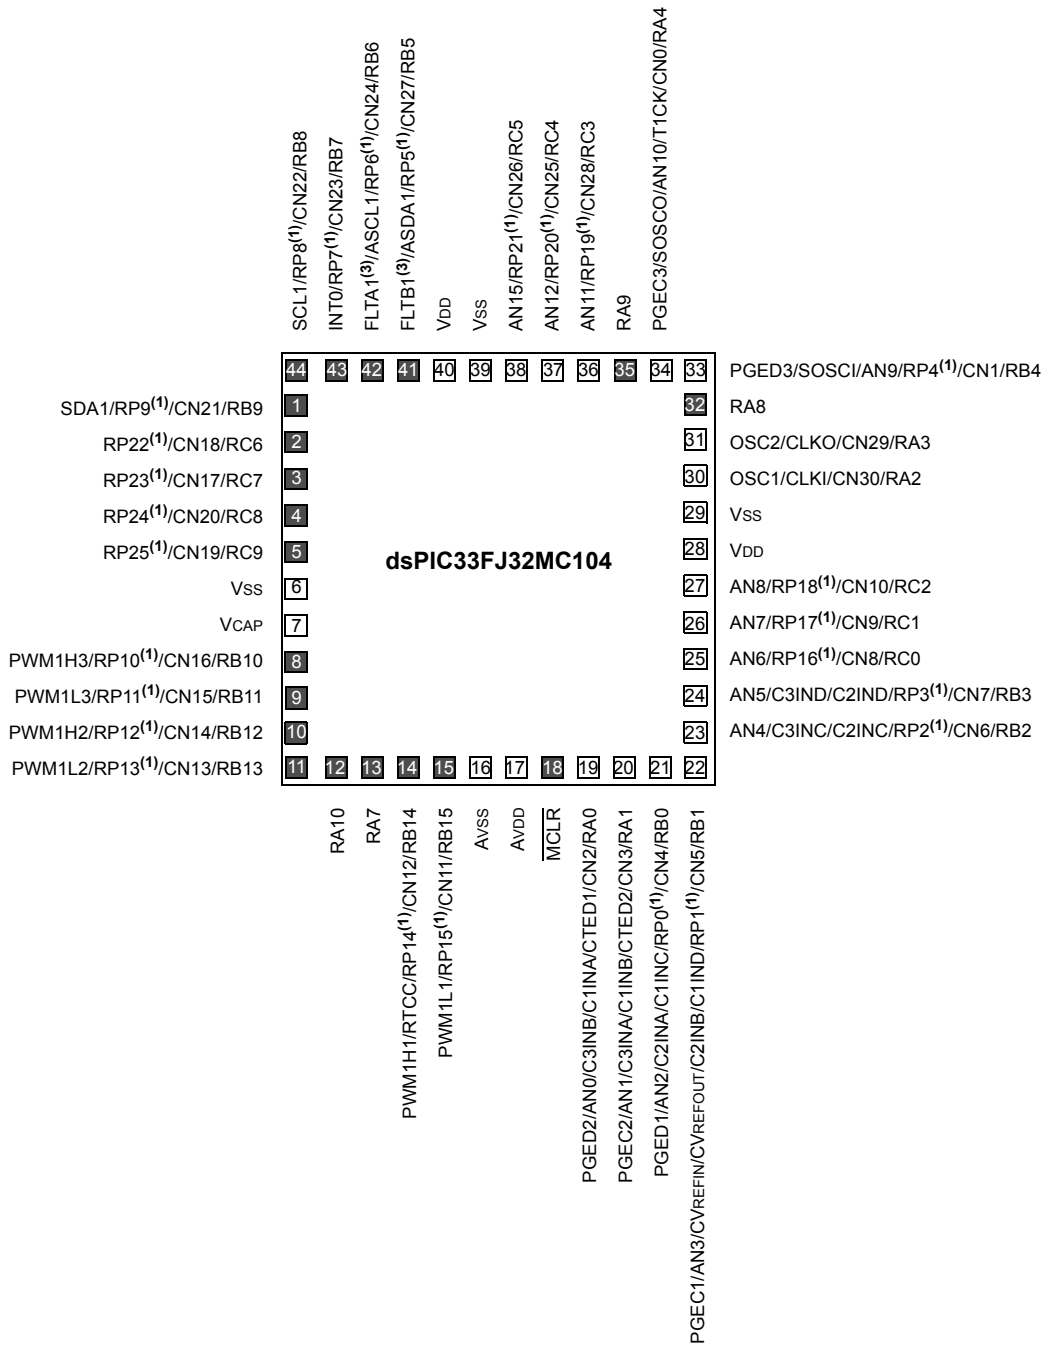 SCL1/RP8(1)/CN22/RB8
INT0/RP7(1)/CN23/RB7
FLTA1(3)/ASCL1/RP6(1)/CN24/RB6
FLTB1(3)/ASDA1/RP5(1)/CN27/RB5
VDD
VSS
AN15/RP21(1)/CN26/RC5
AN12/RP20(1)/CN25/RC4
AN11/RP19(1)/CN28/RC3
RA9
PGEC3/SOSCO/AN10/T1CK/CN0/RA4
44 43 42 41 40 39 38 37 36 35 34 33 PGED3/SOSCI/AN9/RP4(1)/CN1/RB4
SDA1/RP9(1)/CN21/RB9 1 32 RA8
RP22(1)/CN18/RC6 2 31 OSC2/CLKO/CN29/RA3
RP23(1)/CN17/RC7 3 30 OSC1/CLKI/CN30/RA2
RP24(1)/CN20/RC8 4 29 VSS
RP25(1)/CN19/RC9 5 dsPIC33FJ32MC104 28 VDD
VSS 6 27 AN8/RP18(1)/CN10/RC2
VCAP 7 26 AN7/RP17(1)/CN9/RC1
PWM1H3/RP10(1)/CN16/RB10 8 25 AN6/RP16(1)/CN8/RC0
PWM1L3/RP11(1)/CN15/RB11 9 24 AN5/C3IND/C2IND/RP3(1)/CN7/RB3
PWM1H2/RP12(1)/CN14/RB12 10 23 AN4/C3INC/C2INC/RP2(1)/CN6/RB2
PWM1L2/RP13(1)/CN13/RB13 11 12 13 14 15 16 17 18 19 20 21 22
RA10
RA7
PWM1H1/RTCC/RP14(1)/CN12/RB14
PWM1L1/RP15(1)/CN11/RB15
AVSS
AVDD
MCLR
PGED2/AN0/C3INB/C1INA/CTED1/CN2/RA0
PGEC2/AN1/C3INA/C1INB/CTED2/CN3/RA1
PGED1/AN2/C2INA/C1INC/RP0(1)/CN4/RB0
PGEC1/AN3/CVREFIN/CVREFOUT/C2INB/C1IND/RP1(1)/CN5/RB1